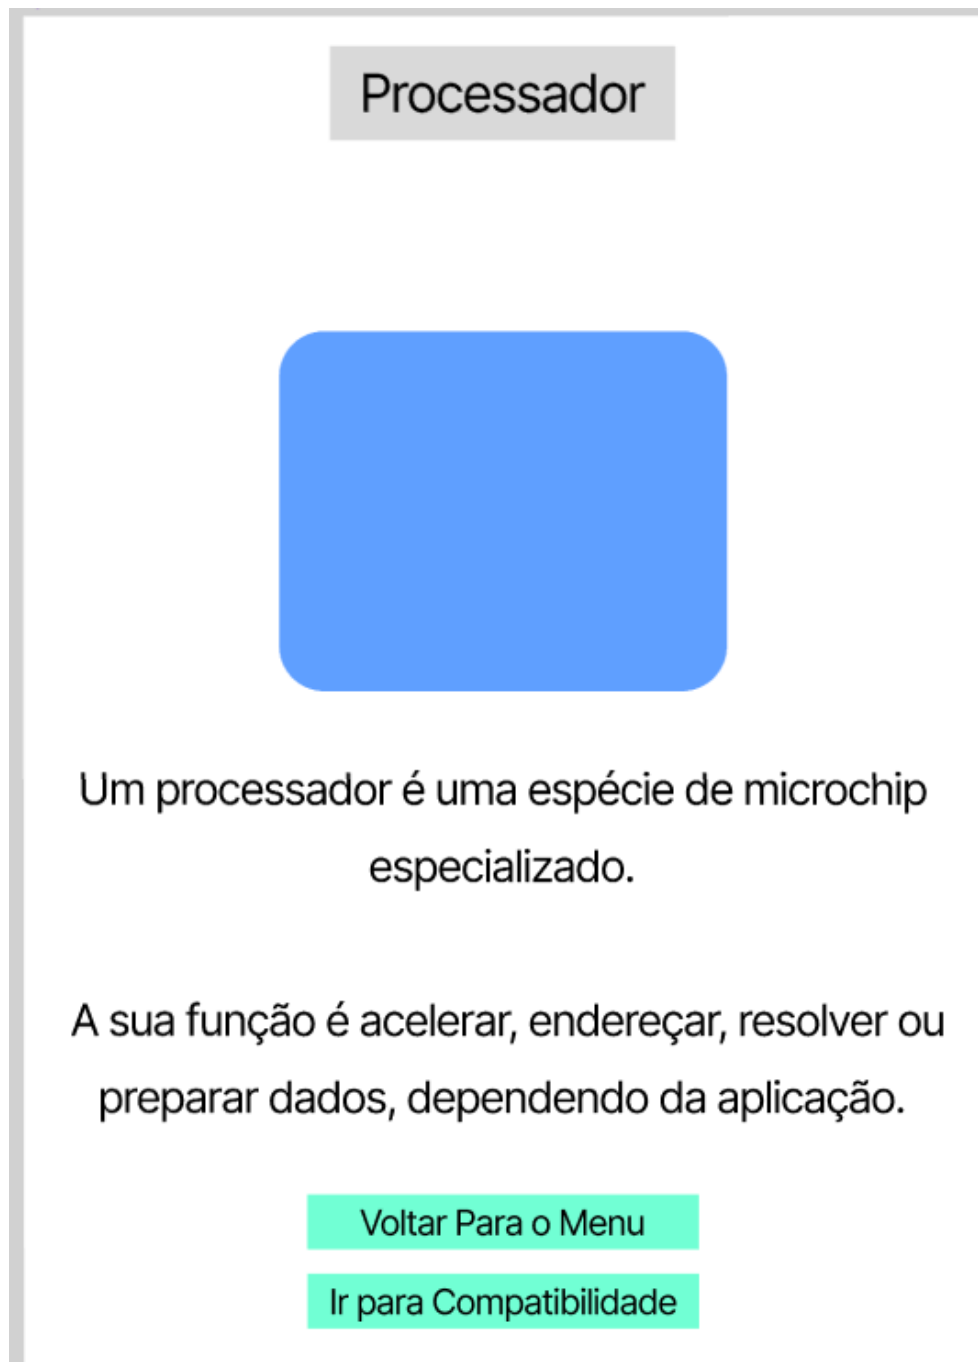 Processador
Um processador é uma espécie de microchip
especializado.
A sua função é acelerar, endereçar, resolver ou
preparar dados, dependendo da aplicação.
Voltar Para o Menu
Ir para Compatibilidade